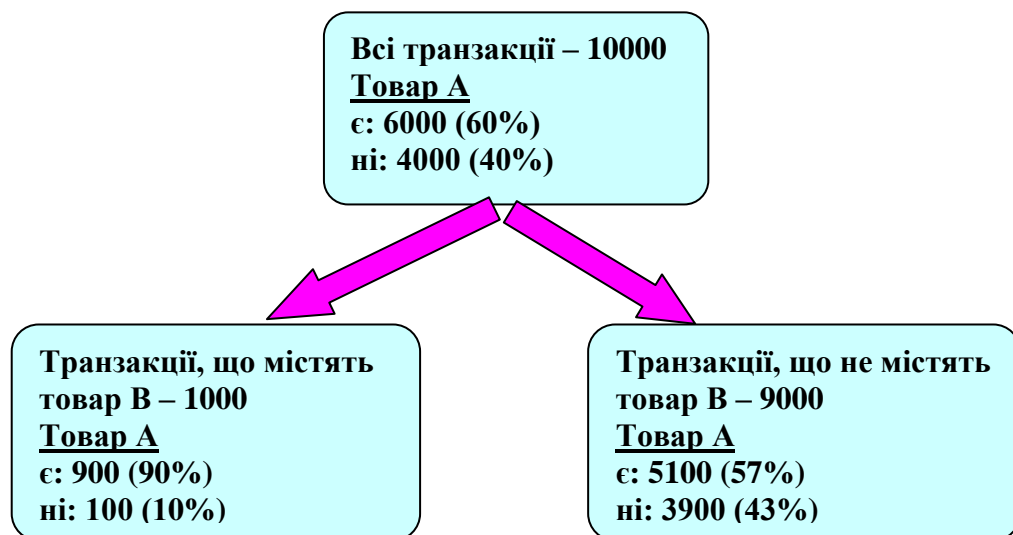 Всі транзакції – 10000
Товар А
є: 6000 (60%)
ні: 4000 (40%)
Транзакції, що містять
товар В – 1000
Товар А
є: 900 (90%)
ні: 100 (10%)
Транзакції, що не містять
товар В – 9000
Товар А
є: 5100 (57%)
ні: 3900 (43%)